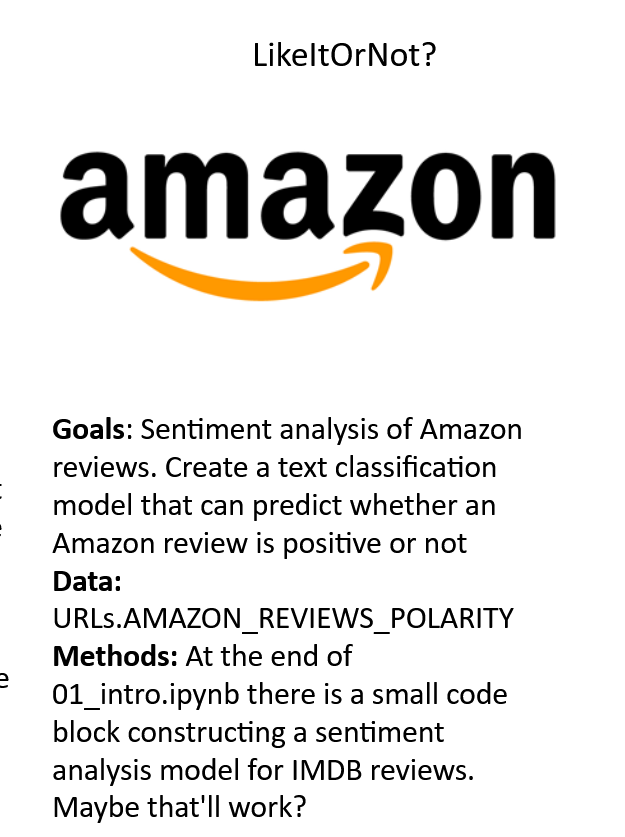 LikeItOrNot?
amazon
Goals: Sentiment analysis of Amazon
reviews. Create a text classification
model that can predict whether an
Amazon review is positive or not
Data:
URLs.AMAZON_REVIEWS_POLARITY
Methods: At the end of
01_intro.ipynb there is a small code
block constructing a sentiment
analysis model for IMDB reviews.
Maybe that'll work?